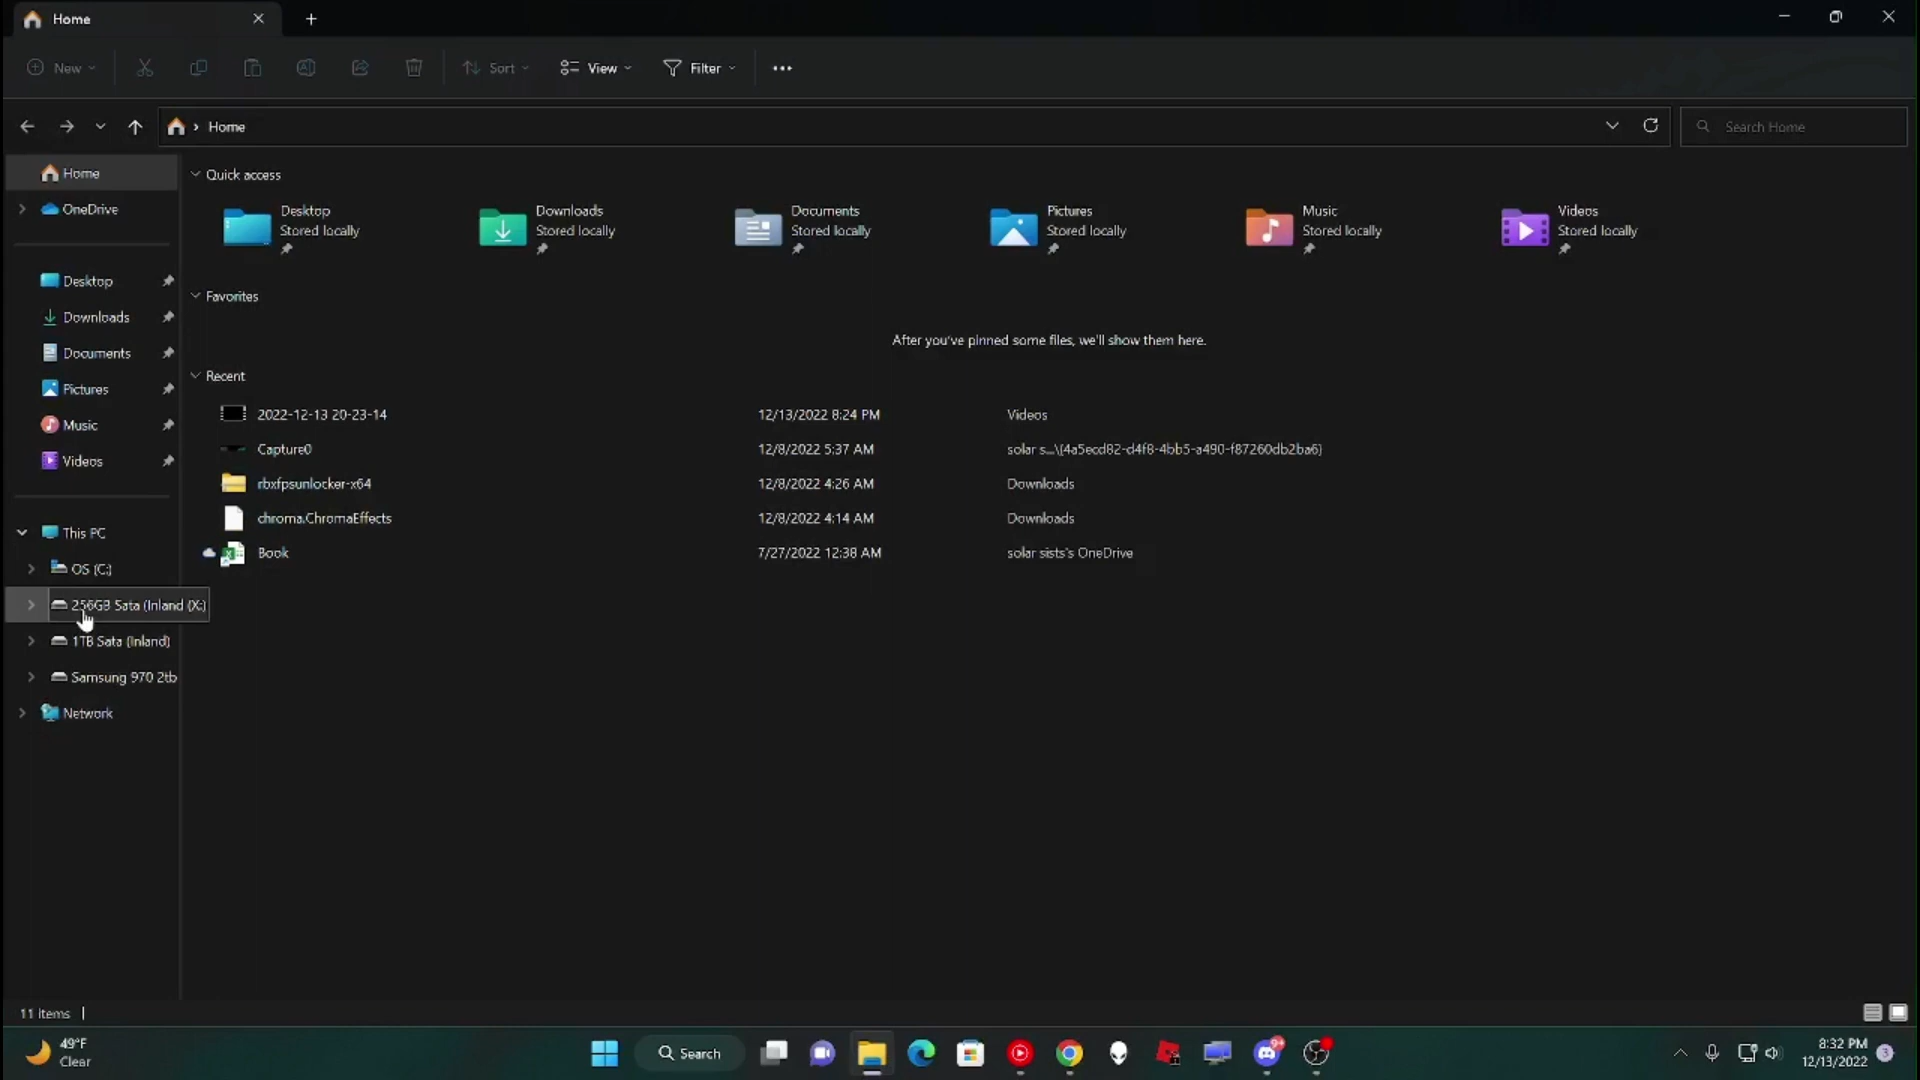 Home
New
Sort
View
Filter
Home
Search Home
Home
OneDrive
Desktop
Downloads
Documents
Pictures
Music
Videos
This PC
OS (C:)
256GB Sata (Inland (X:)
1TB Sata (Inland)
Samsung 970 2tb
Network
Quick access
Desktop
Stored locally
Downloads
Stored locally
Documents
Stored locally
Pictures
Stored locally
Music
Stored locally
Videos
Stored locally
Favorites
After you've pinned some files, we'll show them here.
Recent
2022-12-13 20-23-14 12/13/2022 8:24 PM Videos
Capture0 12/8/2022 5:37 AM solar s...\{4a5ecd82-d4f8-4bb5-a490-f87260db2ba6}
rbxfpsunlocker-x64 12/8/2022 4:26 AM Downloads
chroma.ChromaEffects 12/8/2022 4:14 AM Downloads
Book 7/27/2022 12:38 AM solar sists's OneDrive
11 items
49°F
Clear
Search
9+
8:32 PM
12/13/2022
3